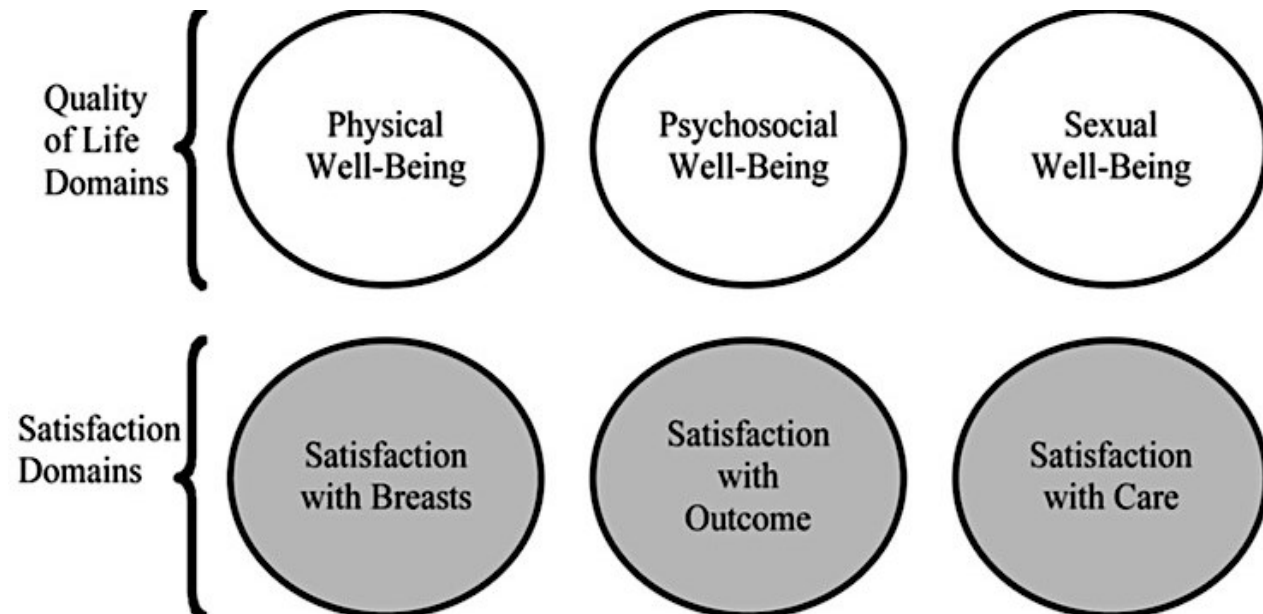 Quality
of Life
Domains
Physical
Well-Being
Psychosocial
Well-Being
Sexual
Well-Being
Satisfaction
Domains
Satisfaction
with Breasts
Satisfaction
with
Outcome
Satisfaction
with Care